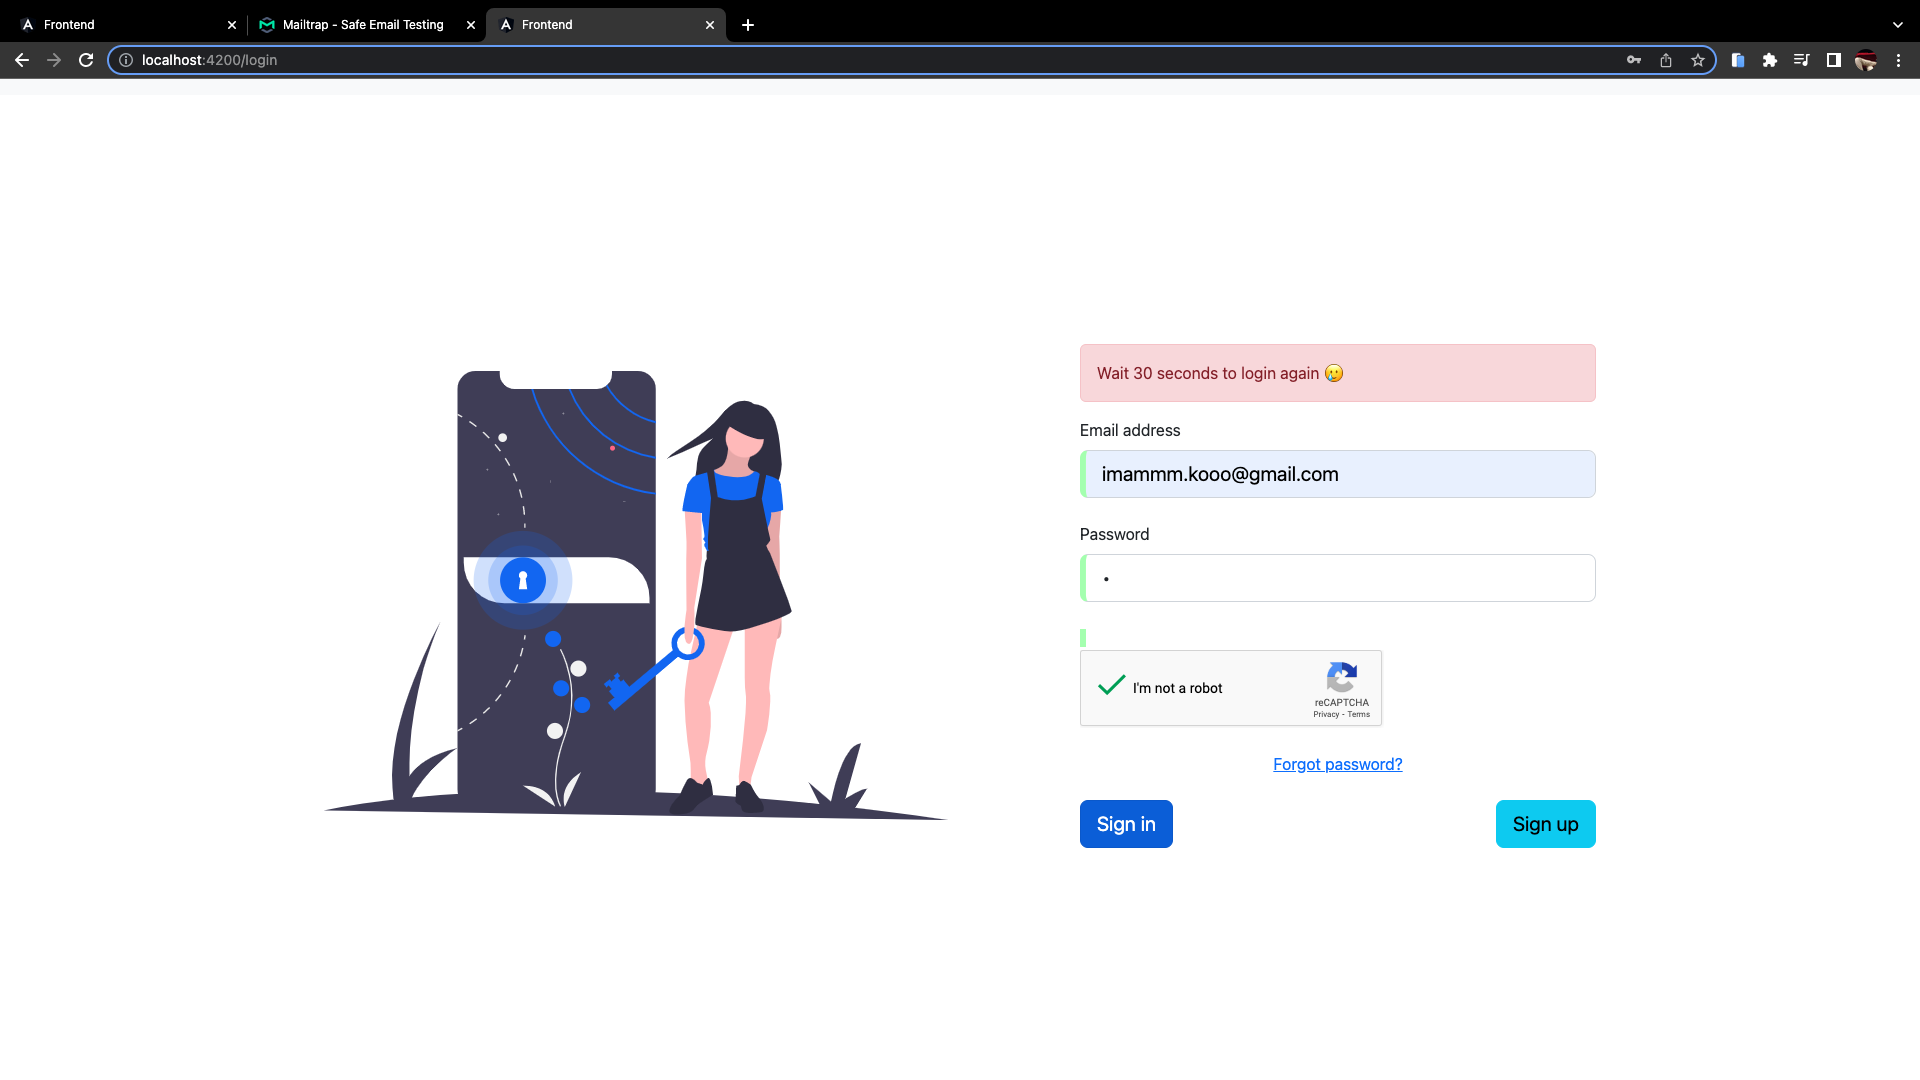 Frontend
Mailtrap - Safe Email Testing
Frontend
localhost:4200/login
Wait 30 seconds to login again 🥲
Email address
imammm.kooo@gmail.com
Password
•
I'm not a robot
reCAPTCHA
Privacy - Terms
Forgot password?
Sign in
Sign up